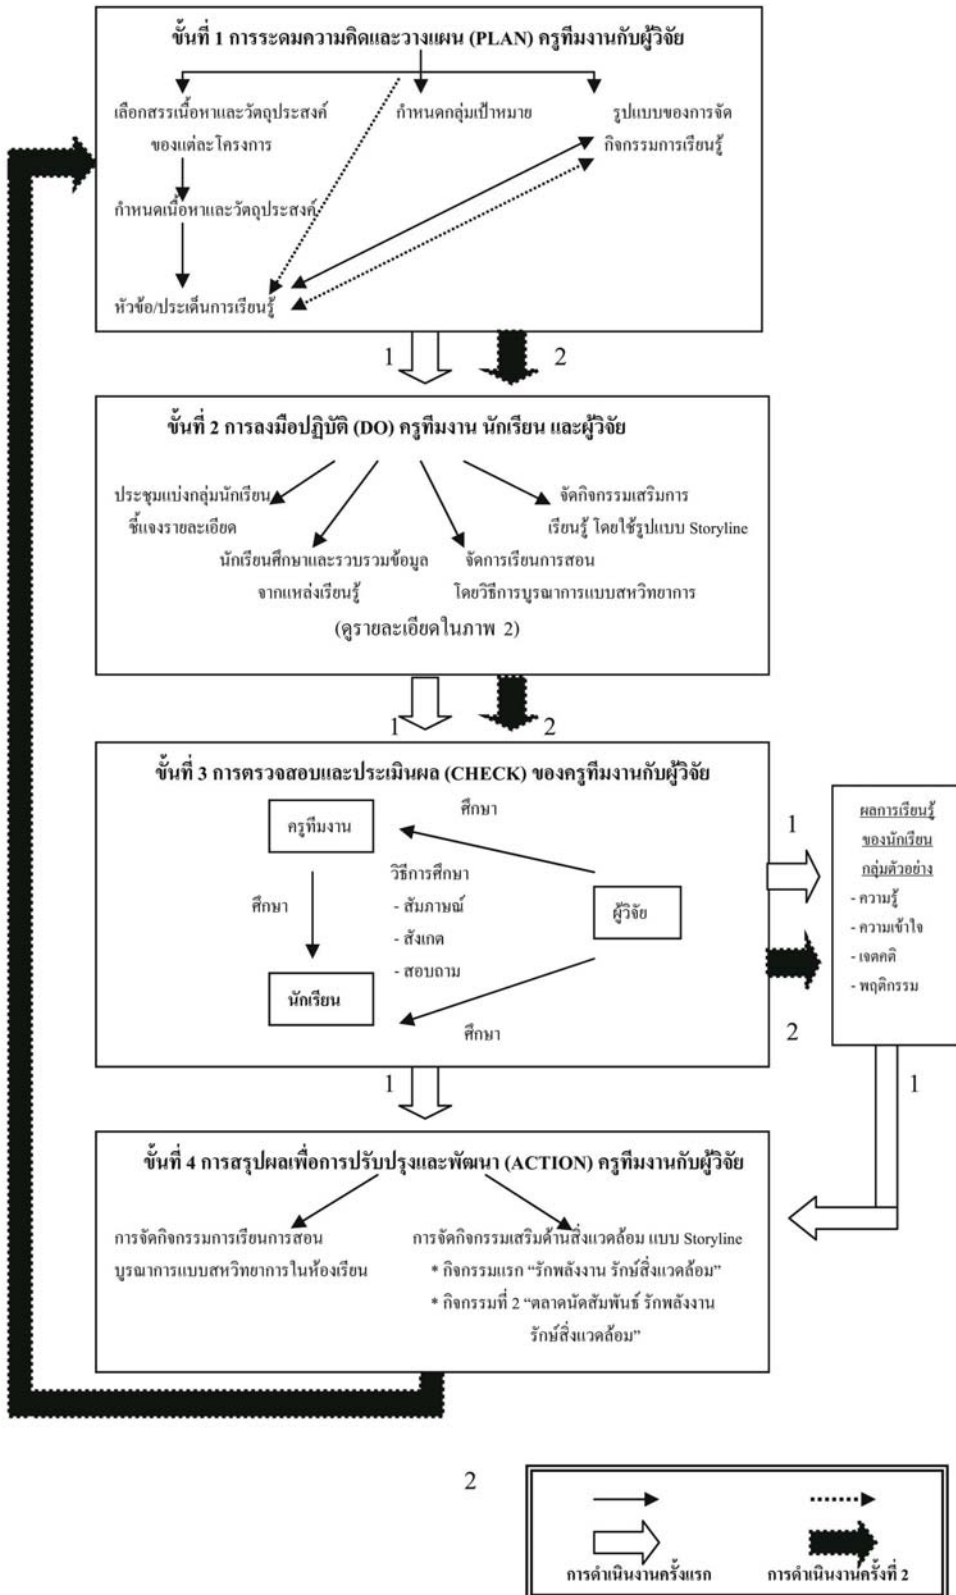 ขั้นที่ 1 การระดมความคิดและวางแผน (PLAN) ครูทีมงานกับผู้วิจัย
เลือกสรรเนื้อหาและวัตถุประสงค์
ของแต่ละโครงการ
กำหนดกลุ่มเป้าหมาย
รูปแบบของการจัด
กิจกรรมการเรียนรู้
กำหนดเนื้อหาและวัตถุประสงค์
หัวข้อ/ประเด็นการเรียนรู้
1
2
ขั้นที่ 2 การลงมือปฏิบัติ (DO) ครูทีมงาน นักเรียน และผู้วิจัย
ประชุมแบ่งกลุ่มนักเรียน
ชี้แจงรายละเอียด
จัดกิจกรรมเสริมการ
เรียนรู้ โดยใช้รูปแบบ Storyline
นักเรียนศึกษาและรวบรวมข้อมูล
จากแหล่งเรียนรู้
จัดการเรียนการสอน
โดยวิธีการบูรณาการแบบสหวิทยาการ
(ดูรายละเอียดในภาพ 2)
1
2
ขั้นที่ 3 การตรวจสอบและประเมินผล (CHECK) ของครูทีมงานกับผู้วิจัย
ครูทีมงาน
ศึกษา
ศึกษา
วิธีการศึกษา
- สัมภาษณ์
- สังเกต
- สอบถาม
ผู้วิจัย
นักเรียน
ศึกษา
1
2
ผลการเรียนรู้
ของนักเรียน
กลุ่มตัวอย่าง
- ความรู้
- ความเข้าใจ
- เจตคติ
- พฤติกรรม
1
1
ขั้นที่ 4 การสรุปผลเพื่อการปรับปรุงและพัฒนา (ACTION) ครูทีมงานกับผู้วิจัย
การจัดกิจกรรมการเรียนการสอน
บูรณาการแบบสหวิทยาการในห้องเรียน
การจัดกิจกรรมเสริมด้านสิ่งแวดล้อม แบบ Storyline
* กิจกรรมแรก “รักพลังงาน รักษ์สิ่งแวดล้อม”
* กิจกรรมที่ 2 “ตลาดนัดสัมพันธ์ รักพลังงาน
รักษ์สิ่งแวดล้อม”
2
การดำเนินงานครั้งแรก
การดำเนินงานครั้งที่ 2